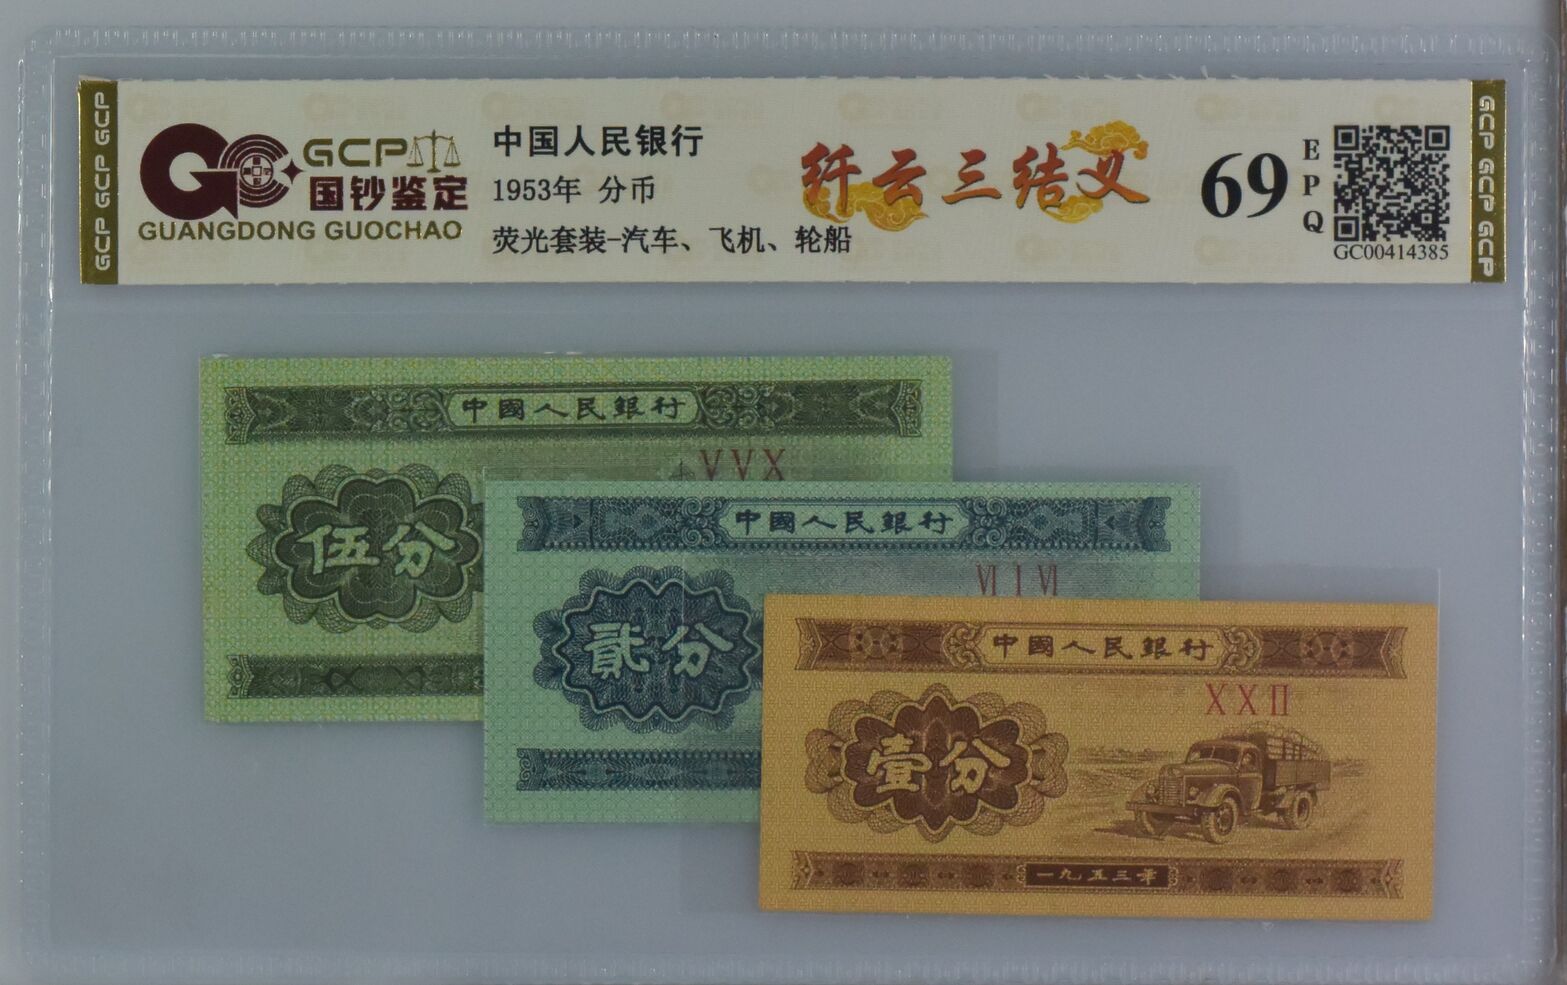 GCP GCP GCP
GCP
国钞鉴定
GUANGDONG GUOCHAO
中国人民银行
1953年 分币
荧光套装-汽车、飞机、轮船
纤云三结义
69
EPQ
GC00414385
GCP GCP GCP
中國人民銀行
VVX
伍分
中國人民銀行
VI I VI
貳分
中國人民銀行
XXII
壹分
一九五三年